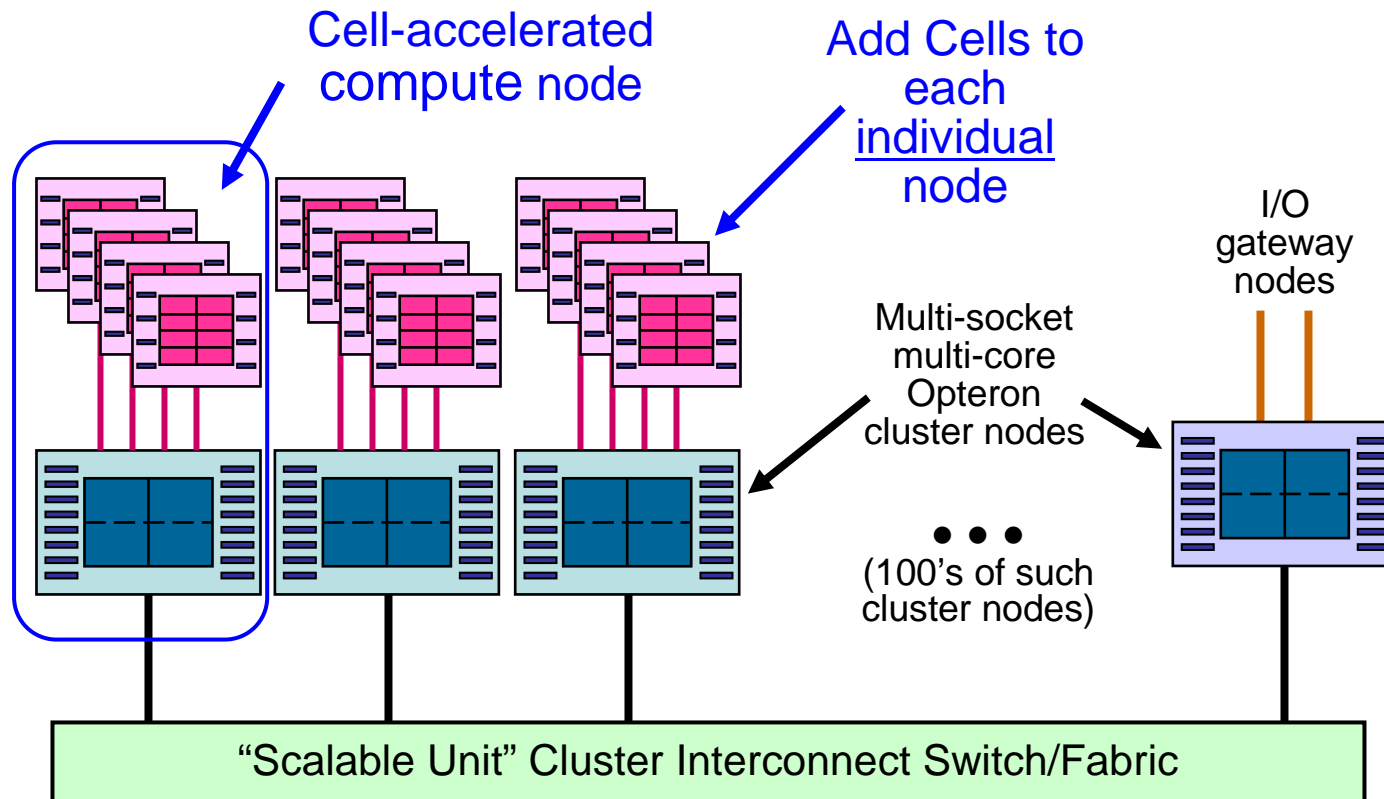 Cell-accelerated
compute node
Add Cells to
each
individual
node
I/O
gateway
nodes
Multi-socket
multi-core
Opteron
cluster nodes
● ● ●
(100’s of such
cluster nodes)
“Scalable Unit” Cluster Interconnect Switch/Fabric